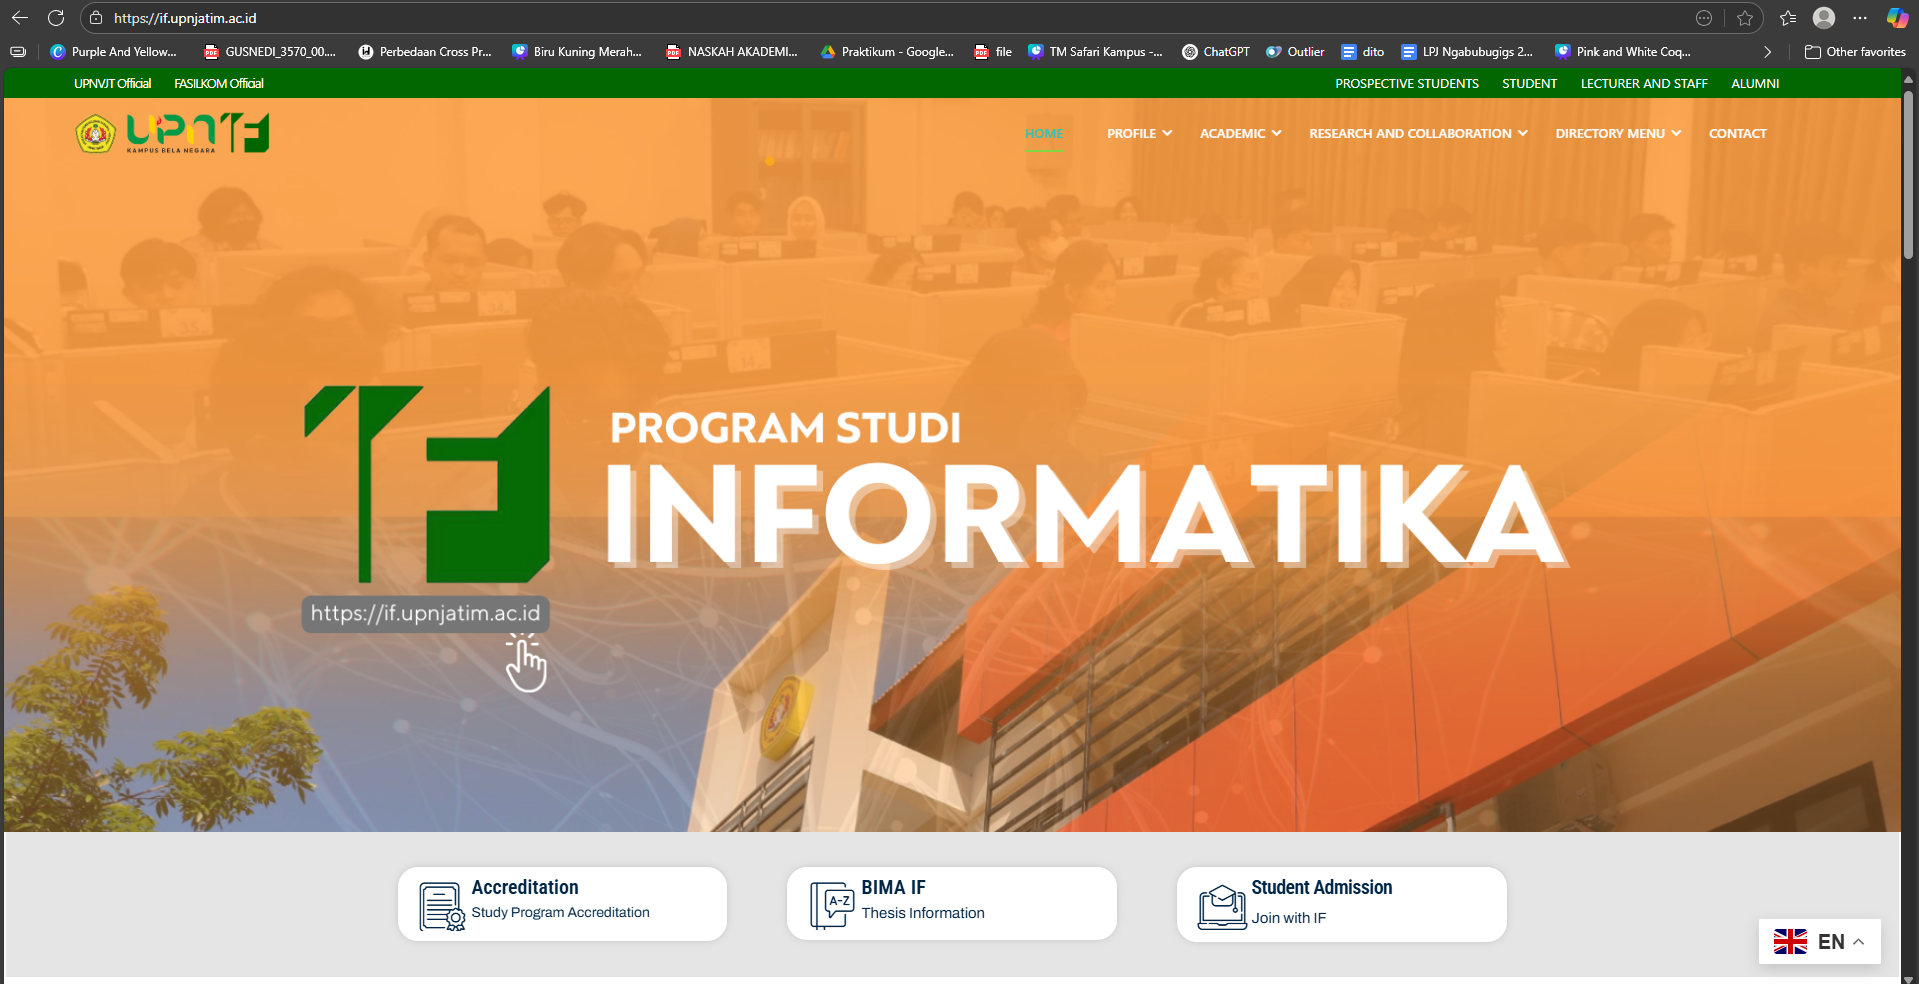 https://if.upnjatim.ac.id
Purple And Yellow...
GUSNEDI_3570_00....
Perbedaan Cross Pr...
Biru Kuning Merah...
NASKAH AKADEMI...
Praktikum - Google...
file
TM Safari Kampus -...
ChatGPT
Outlier
dito
LPJ Ngabubugigs 2...
Pink and White Coq...
Other favorites
UPNVJT Official FASILKOM Official
PROSPECTIVE STUDENTS STUDENT LECTURER AND STAFF ALUMNI
UPN IF
KAMPUS BELA NEGARA
HOME PROFILE ACADEMIC RESEARCH AND COLLABORATION DIRECTORY MENU CONTACT
IF
PROGRAM STUDI
INFORMATIKA
https://if.upnjatim.ac.id
Accreditation
Study Program Accreditation
A-Z
BIMA IF
Thesis Information
Student Admission
Join with IF
EN